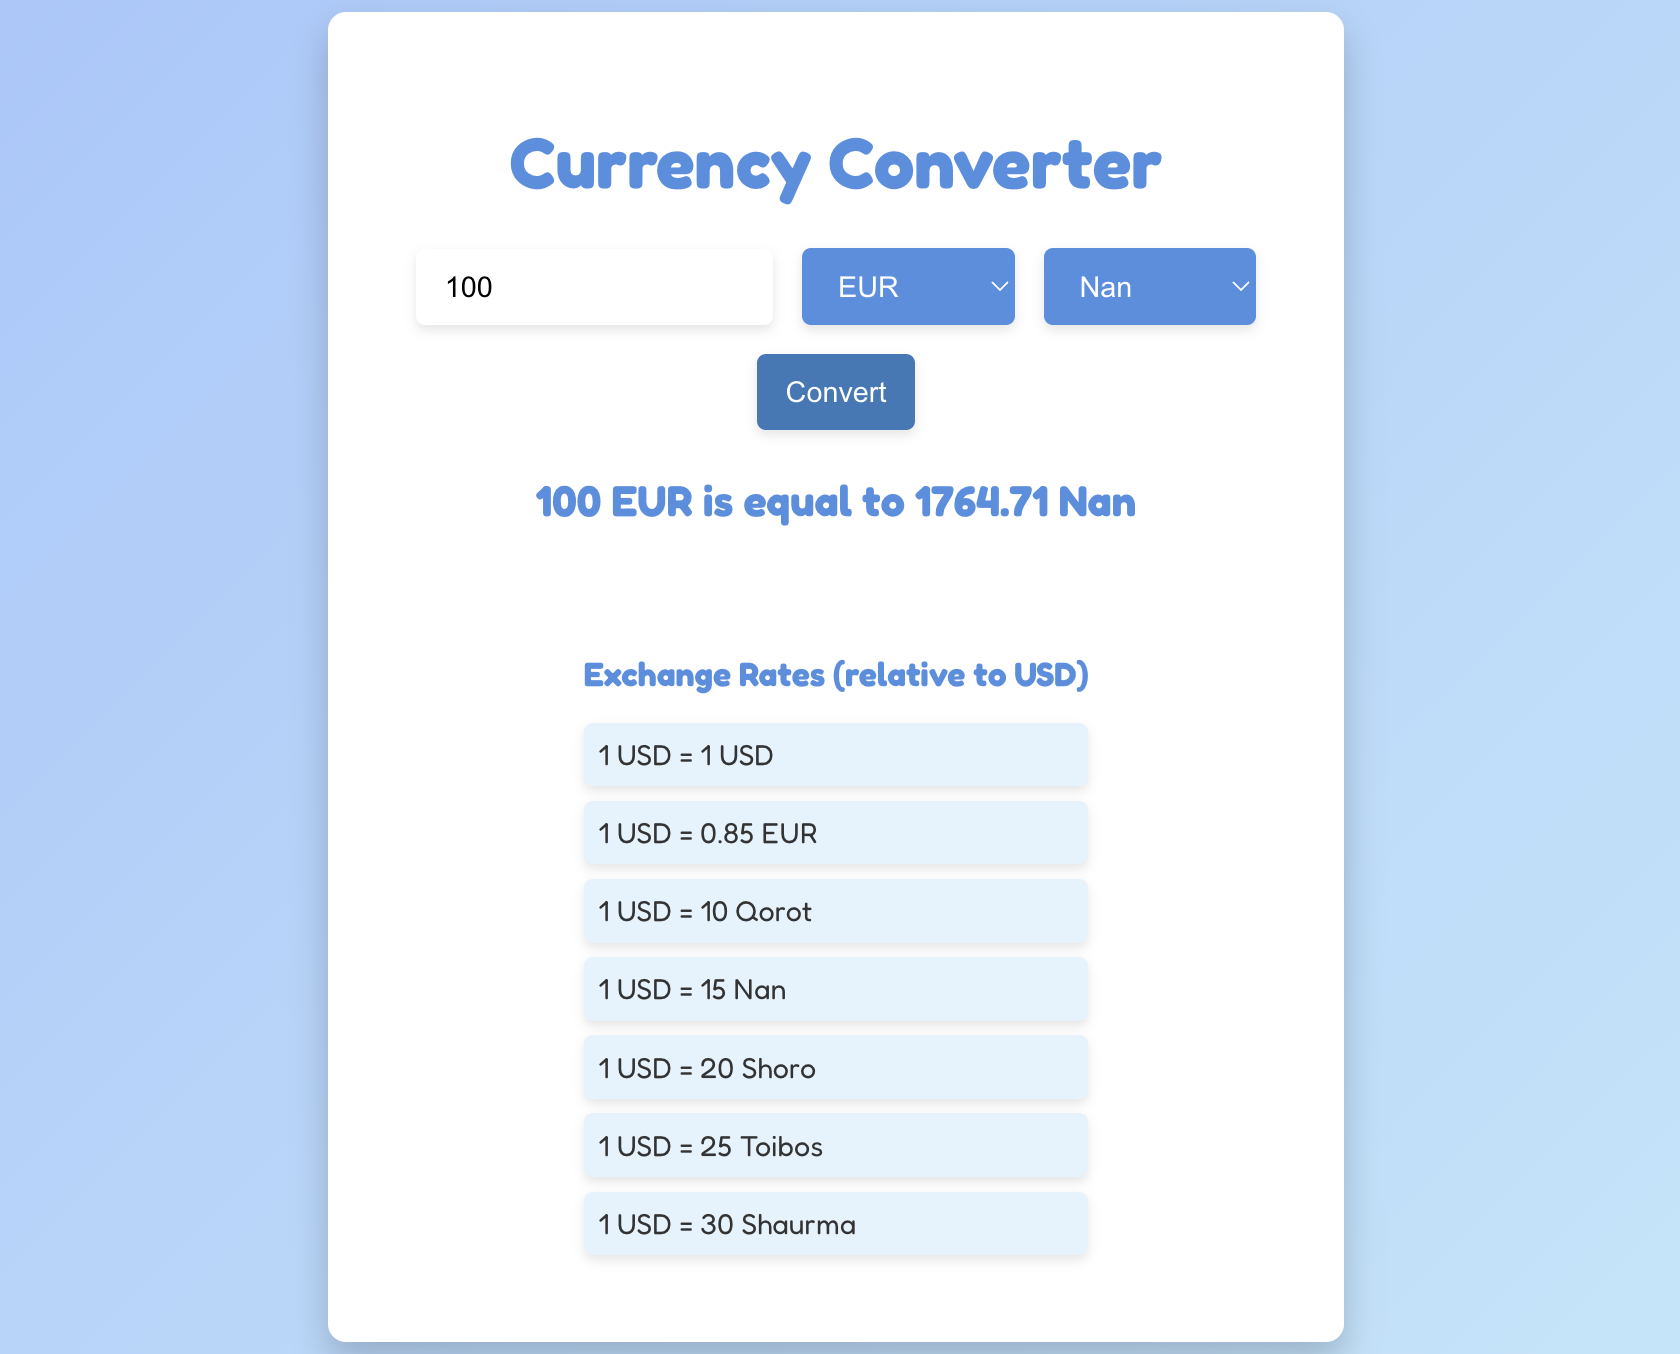 Currency Converter
100 EUR Nan
Convert
100 EUR is equal to 1764.71 Nan
Exchange Rates (relative to USD)
1 USD = 1 USD
1 USD = 0.85 EUR
1 USD = 10 Qorot
1 USD = 15 Nan
1 USD = 20 Shoro
1 USD = 25 Toibos
1 USD = 30 Shaurma